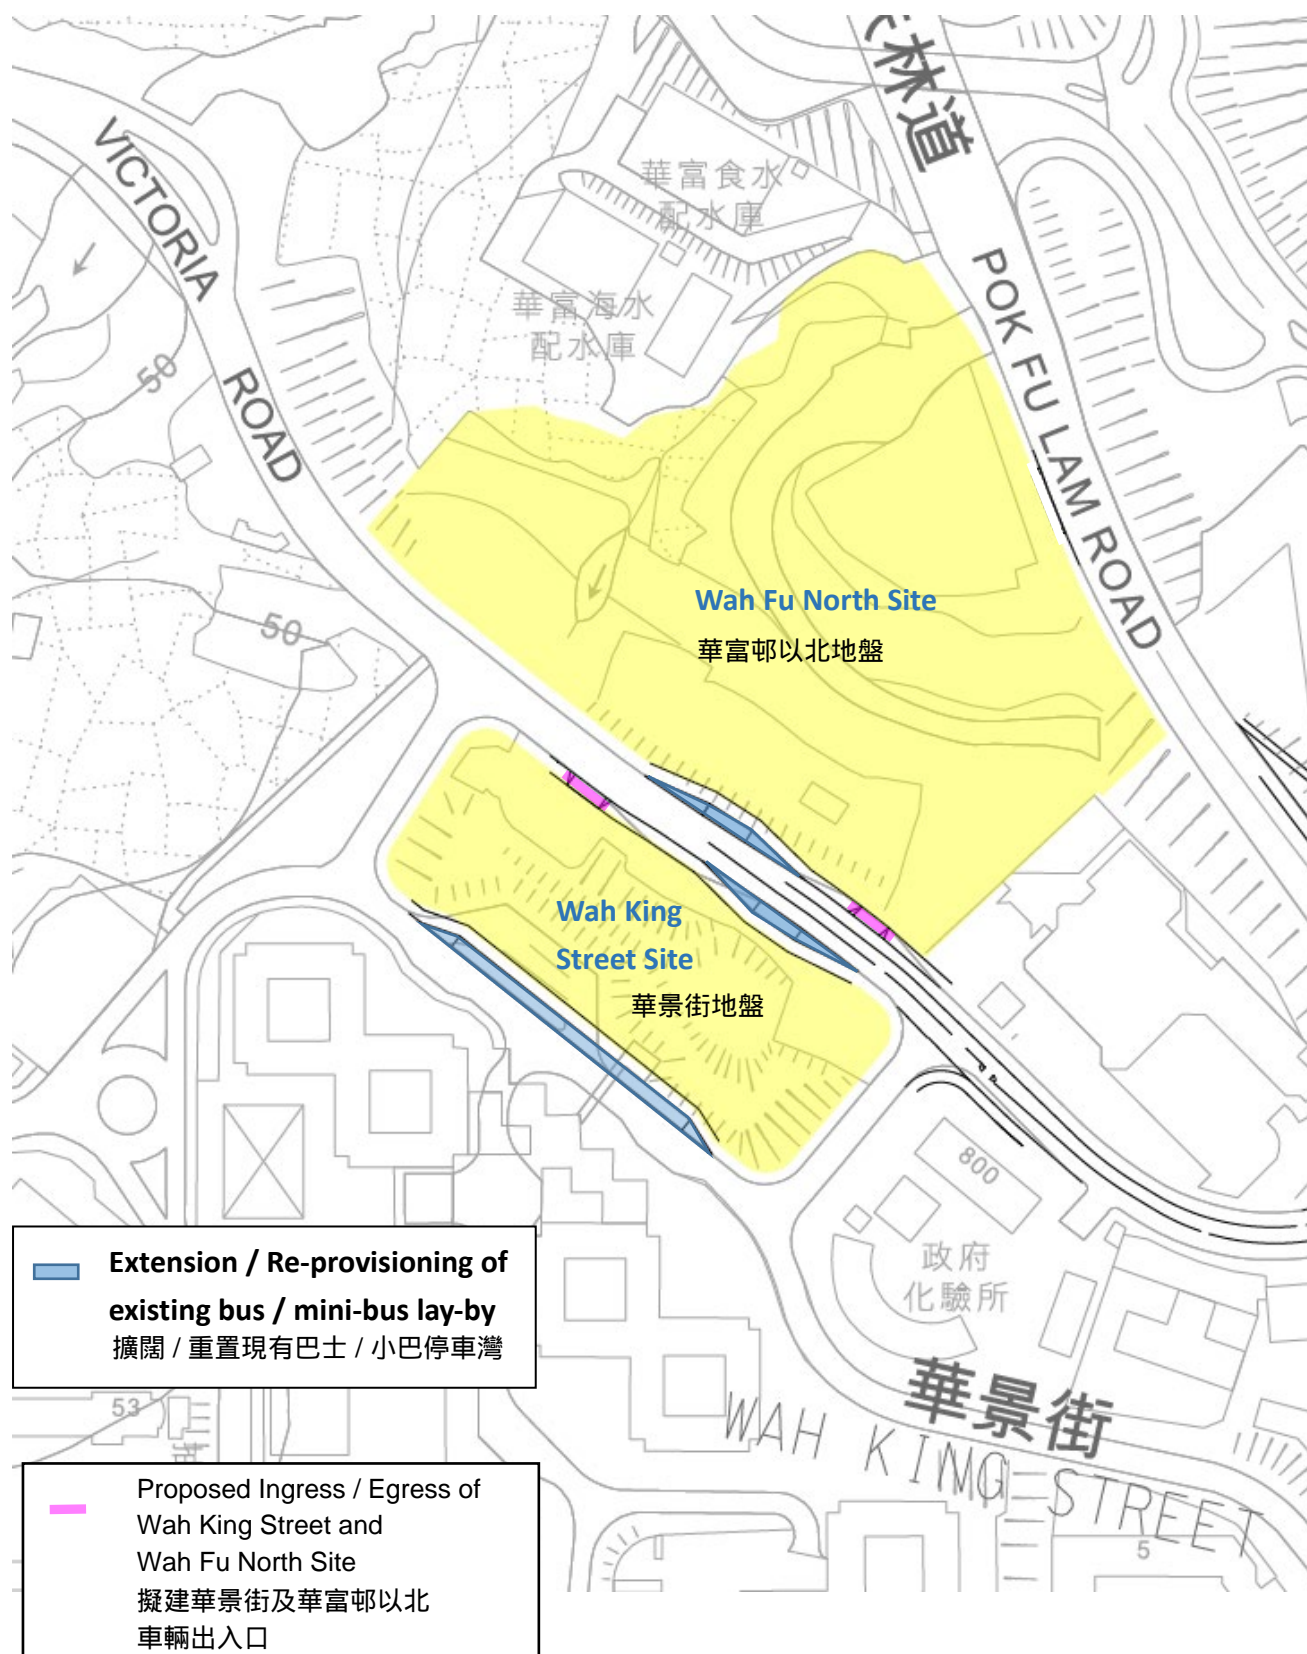 林道
華富食水
配水庫
VICTORIA
POK FU LAM ROAD
華富海水
配水庫
50
ROAD
Wah Fu North Site
50
華富邨以北地盤
Wah King
Street Site
華景街地盤
800
政府
化驗所
Extension / Re-provisioning of
existing bus / mini-bus lay-by
擴闊 / 重置現有巴士 / 小巴停車灣
華景街
53
WAH KING STREET
5
Proposed Ingress / Egress of
Wah King Street and
Wah Fu North Site
擬建華景街及華富邨以北
車輛出入口